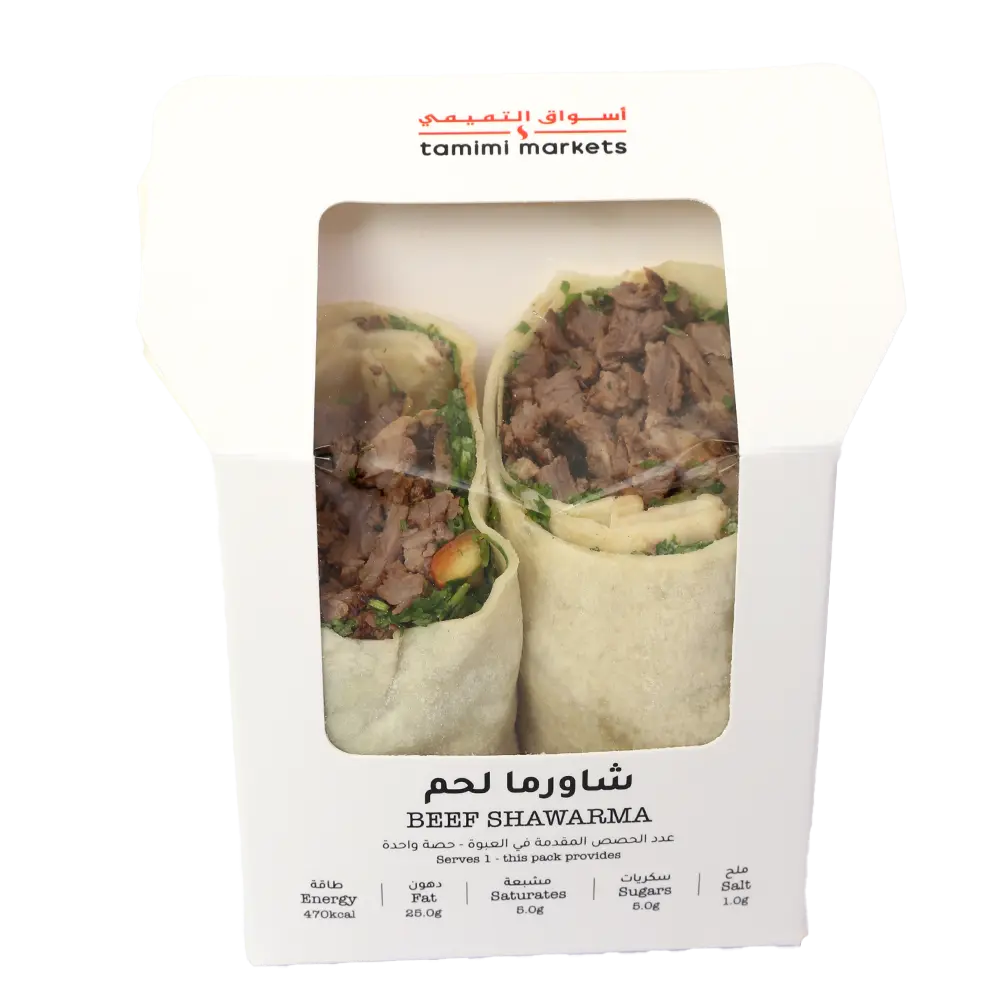 أسواق التميمي
tamimi markets
شاورما لحم
BEEF SHAWARMA
عدد الحصص المقدمة في العبوة - حصة واحدة
Serves 1 - this pack provides
طاقة
Energy
470kcal
دهون
Fat
25.0g
مشبعة
Saturates
5.0g
سكريات
Sugars
5.0g
ملح
Salt
1.0g